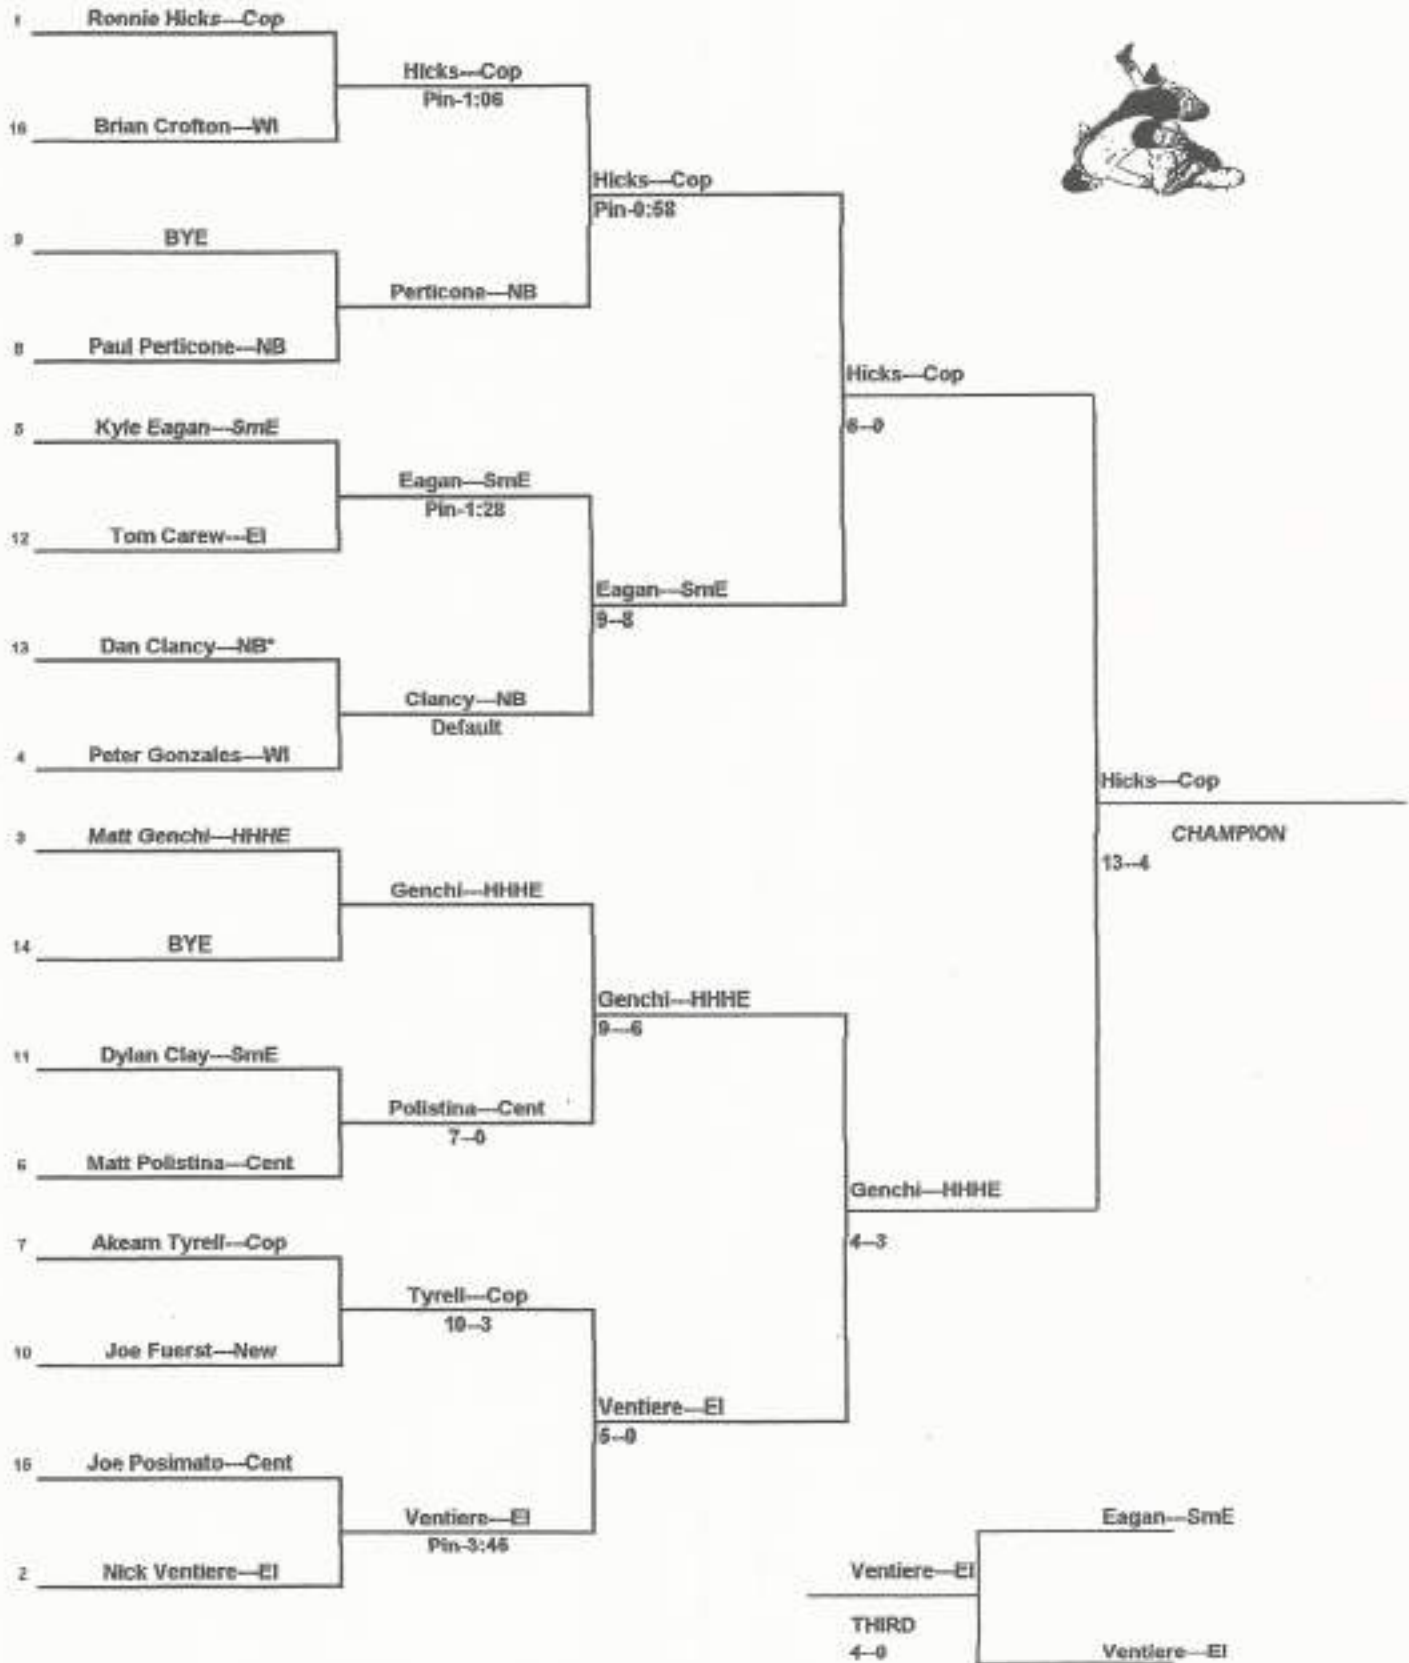 1 Ronnie Hicks---Cop
Hicks---Cop
Pin-1:06
16 Brian Crofton---WI
Hicks---Cop
Pin-0:58
9 BYE
Perticone---NB
8 Paul Perticone---NB
Hicks---Cop
6--0
5 Kyle Eagan---SmE
Eagan---SmE
Pin-1:28
12 Tom Carew---EI
Eagan---SmE
9--8
13 Dan Clancy---NB*
Clancy---NB
Default
4 Peter Gonzales---WI
Hicks---Cop
CHAMPION
13--4
3 Matt Genchi---HHHE
Genchi---HHHE
14 BYE
Genchi---HHHE
9---6
11 Dylan Clay---SmE
Polistina---Cent
7--0
6 Matt Polistina---Cent
Genchi---HHHE
4--3
7 Akeam Tyrell---Cop
Tyrell---Cop
10--3
10 Joe Fuerst---New
Ventiere---EI
5--0
15 Joe Posimato---Cent
Ventiere---EI
Pin-3:46
2 Nick Ventiere---EI
Eagan---SmE
Ventiere---EI
THIRD
4--0
Ventiere---EI